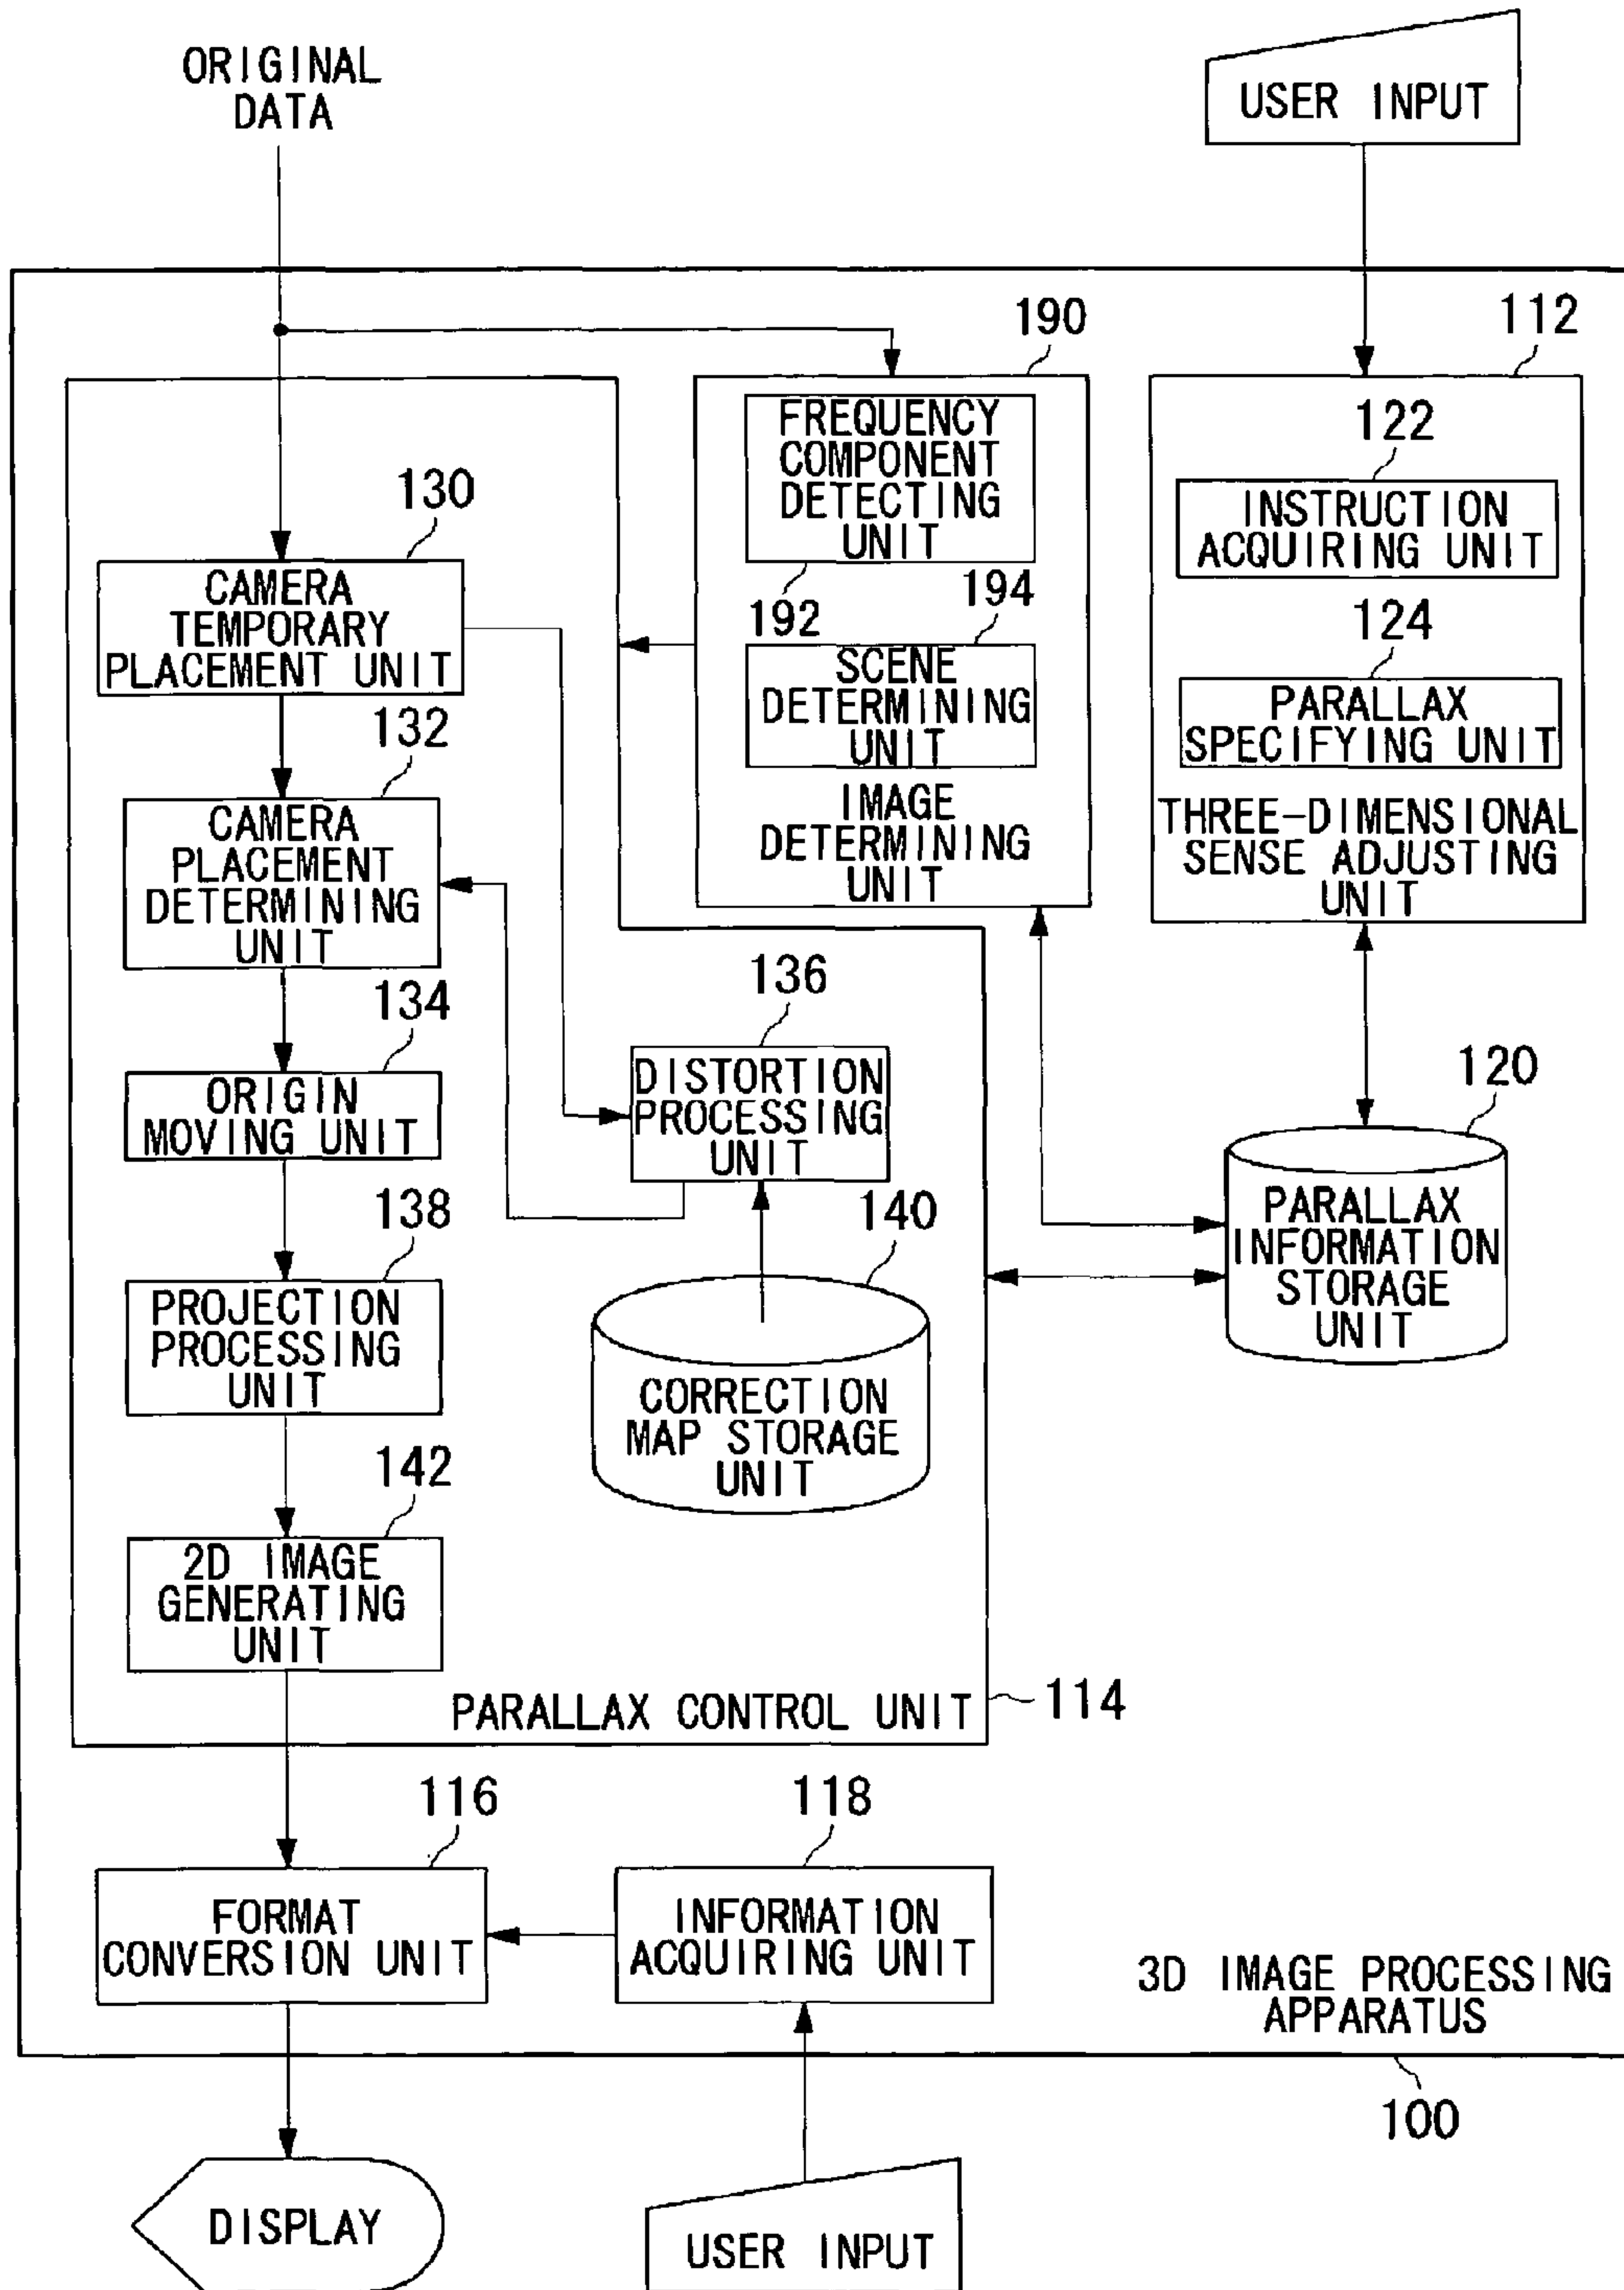 ORIGINAL
DATA
USER INPUT
190
112
FREQUENCY
COMPONENT
DETECTING
UNIT
122
INSTRUCTION
ACQUIRING UNIT
130
CAMERA
TEMPORARY
PLACEMENT UNIT
192
194
SCENE
DETERMINING
UNIT
124
PARALLAX
SPECIFYING UNIT
132
CAMERA
PLACEMENT
DETERMINING
UNIT
IMAGE
DETERMINING
UNIT
THREE-DIMENSIONAL
SENSE ADJUSTING
UNIT
134
ORIGIN
MOVING UNIT
136
DISTORTION
PROCESSING
UNIT
120
PARALLAX
INFORMATION
STORAGE
UNIT
138
PROJECTION
PROCESSING
UNIT
140
CORRECTION
MAP STORAGE
UNIT
142
2D IMAGE
GENERATING
UNIT
PARALLAX CONTROL UNIT
114
116
FORMAT
CONVERSION UNIT
118
INFORMATION
ACQUIRING UNIT
3D IMAGE PROCESSING
APPARATUS
100
DISPLAY
USER INPUT